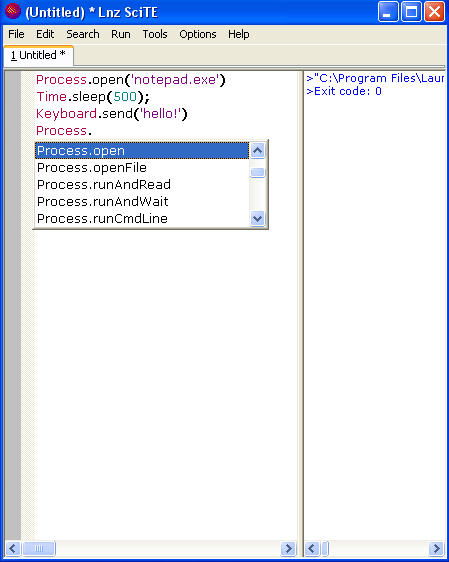 (Untitled) * Lnz SciTE
File Edit Search Run Tools Options Help
1 Untitled *
Process.open('notepad.exe')
Time.sleep(500);
Keyboard.send('hello!')
Process.
Process.open
Process.openFile
Process.runAndRead
Process.runAndWait
Process.runCmdLine
>"C:\Program Files\Laun
>Exit code: 0